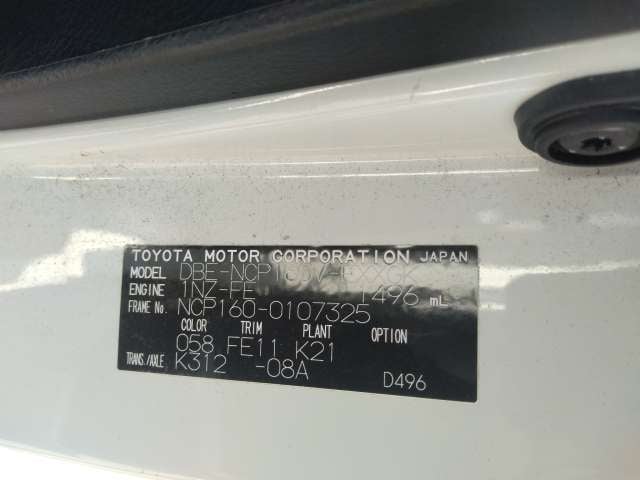 TOYOTA MOTOR CORPORATION JAPAN
MODEL
ENGINE 1NZ-FE 1496 mL
FRAME No. NCP160-0107325
COLOR TRIM PLANT OPTION
058 FE11 K21
TRANS./AXLE K312 -08A
D496